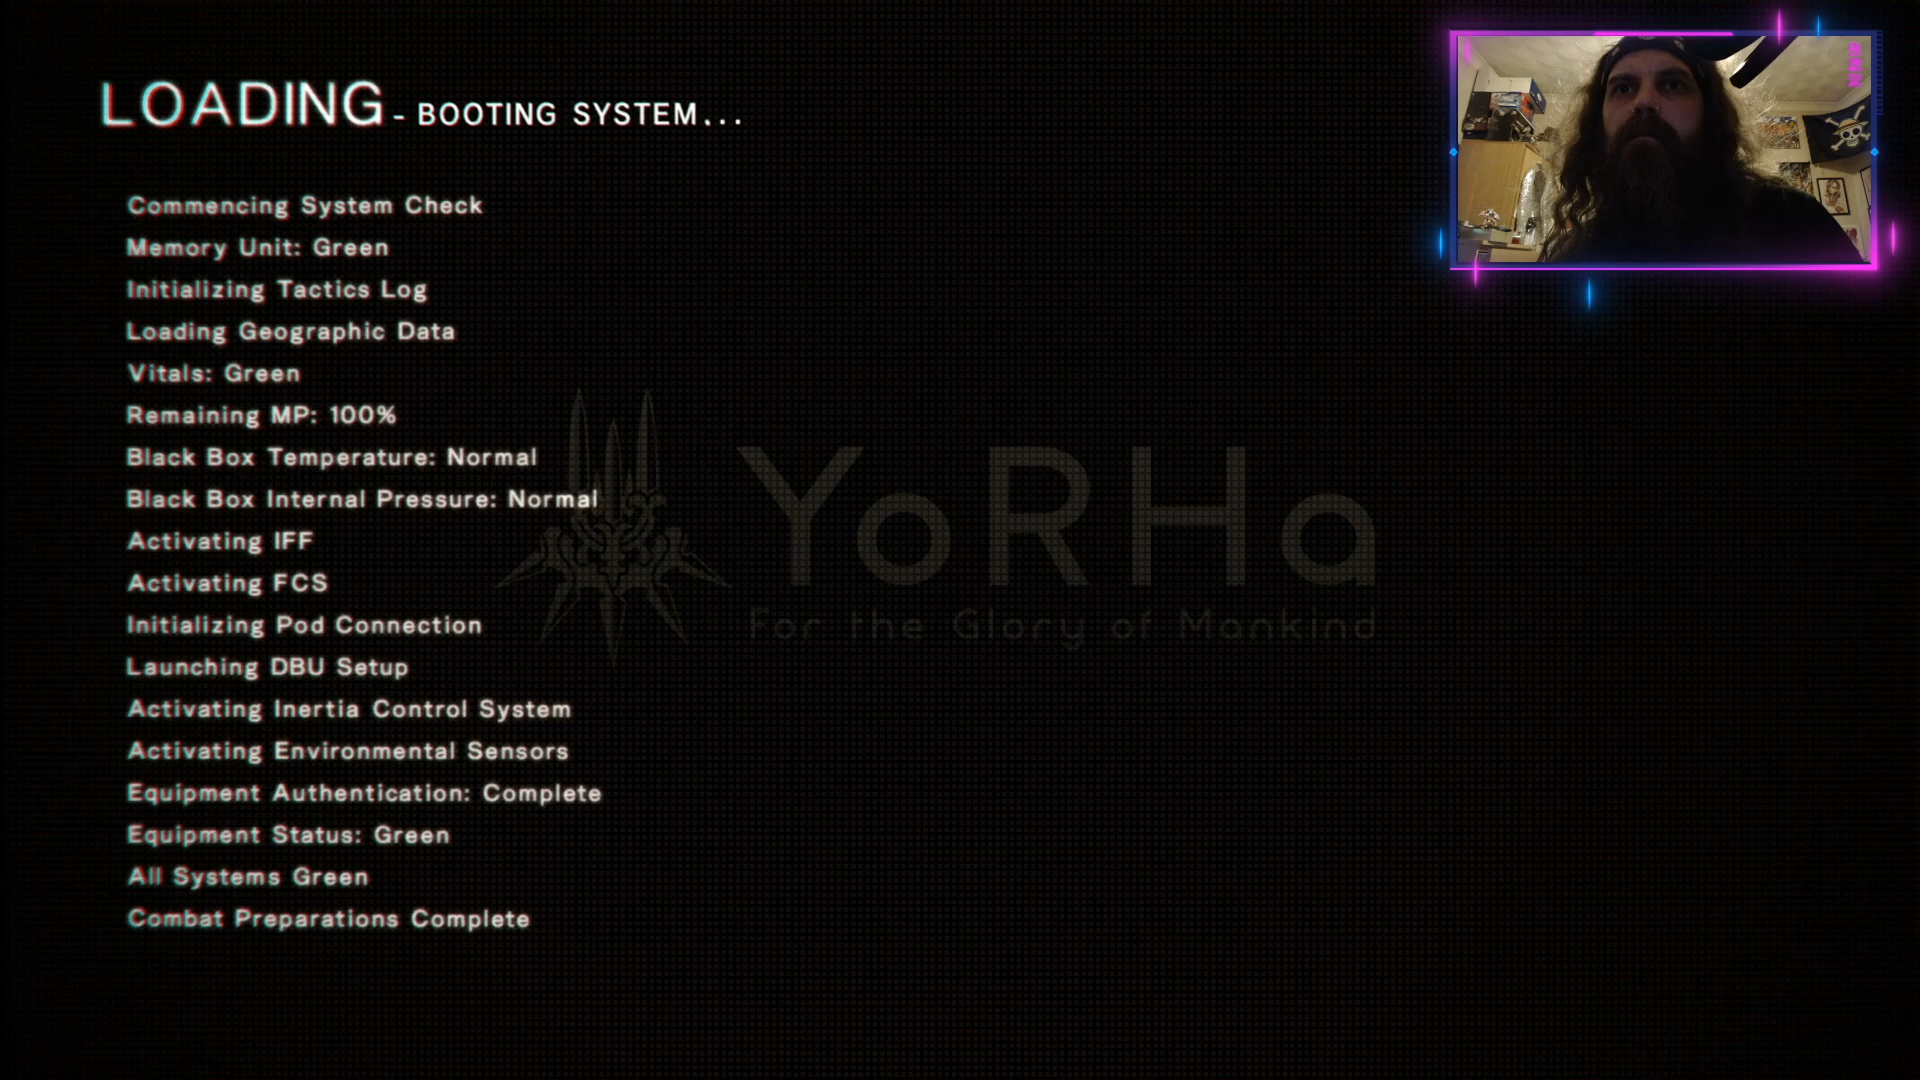 LOADING - BOOTING SYSTEM...
Commencing System Check
Memory Unit: Green
Initializing Tactics Log
Loading Geographic Data
Vitals: Green
Remaining MP: 100%
Black Box Temperature: Normal
Black Box Internal Pressure: Normal
Activating IFF
Activating FCS
Initializing Pod Connection
Launching DBU Setup
Activating Inertia Control System
Activating Environmental Sensors
Equipment Authentication: Complete
Equipment Status: Green
All Systems Green
Combat Preparations Complete
YoRHa
For the Glory of Mankind